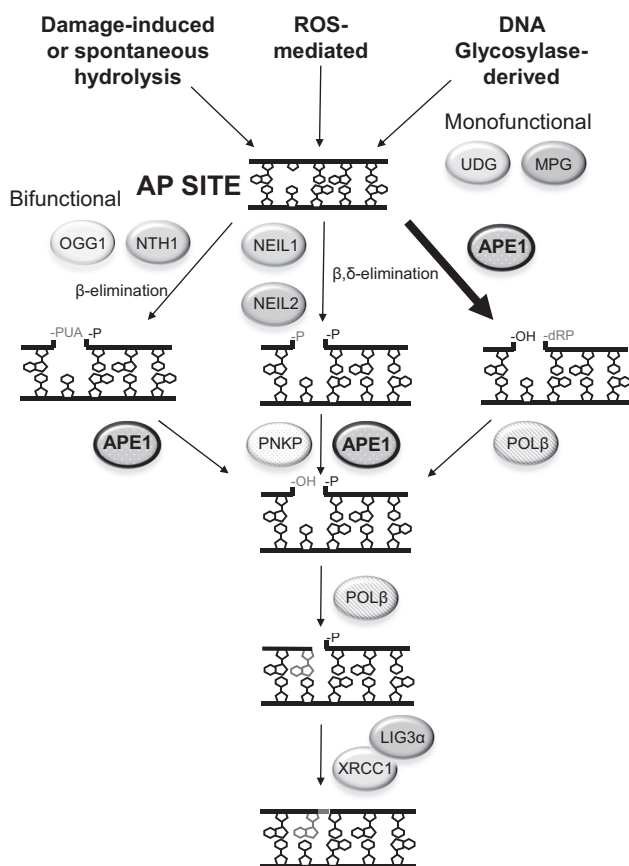 Damage-induced
or spontaneous
hydrolysis
ROS-
mediated
DNA
Glycosylase-
derived
Monofunctional
UDG
MPG
AP SITE
Bifunctional
OGG1
NTH1
NEIL1
APE1
β-elimination
β,δ-elimination
NEIL2
-PUA
-P
-P
-P
-OH
-dRP
APE1
PNKP
APE1
POLβ
-OH
-P
POLβ
-P
LIG3α
XRCC1